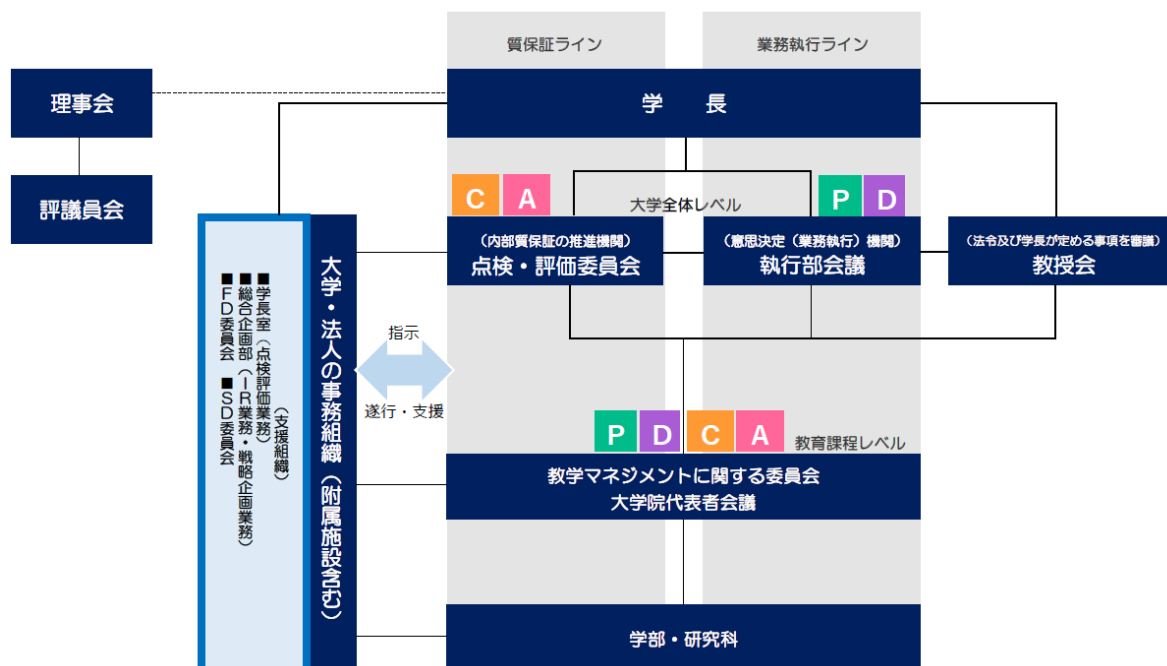 質保証ライン
業務執行ライン
理事会
学 長
評議員会
C A
大学全体レベル
P D
(内部質保証の推進機関)
点検・評価委員会
(意思決定(業務執行)機関)
執行部会議
(法令及び学長が定める事項を審議)
教授会
大学・法人の事務組織(附属施設含む)
(支援組織)
■学長室(点検評価業務)
■総合企画部(IR業務・戦略企画業務)
■FD委員会 ■SD委員会
指示
遂行・支援
P D C A
教育課程レベル
教学マネジメントに関する委員会
大学院代表者会議
学部・研究科